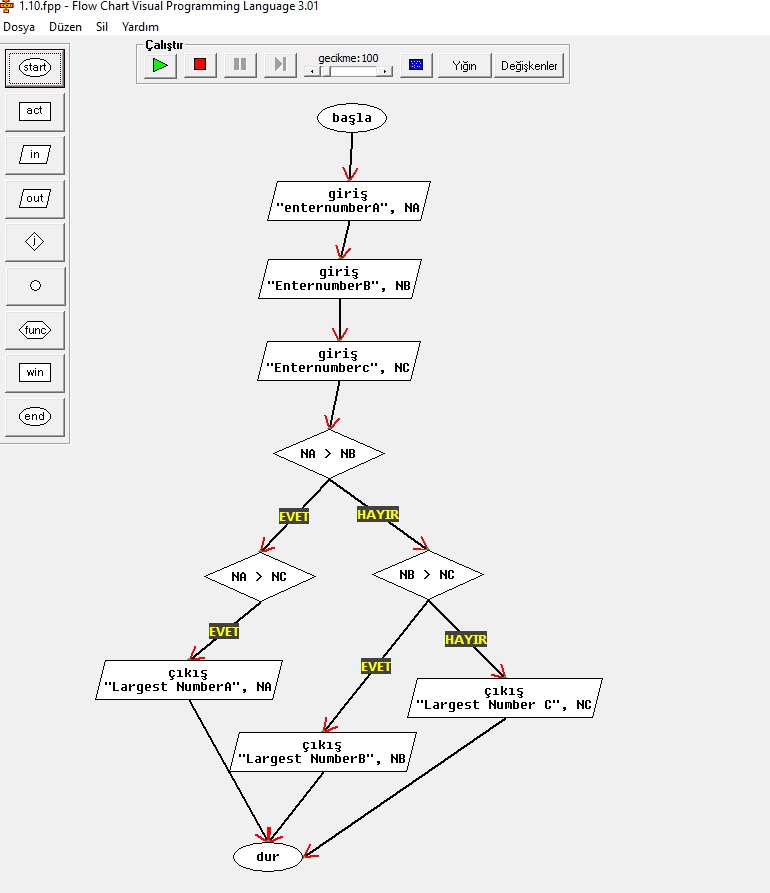 1.10.fpp - Flow Chart Visual Programming Language 3.01
Dosya Düzen Sil Yardım
Çalıştır
gecikme:100
Yığın
Değişkenler
start
act
in
out
j
func
win
end
başla
giriş
"enternumberA", NA
giriş
"EnternumberB", NB
giriş
"Enternumberc", NC
NA > NB
EVET
HAYIR
NA > NC
NB > NC
EVET
HAYIR
EVET
çıkış
"Largest NumberA", NA
çıkış
"Largest Number C", NC
çıkış
"Largest NumberB", NB
dur